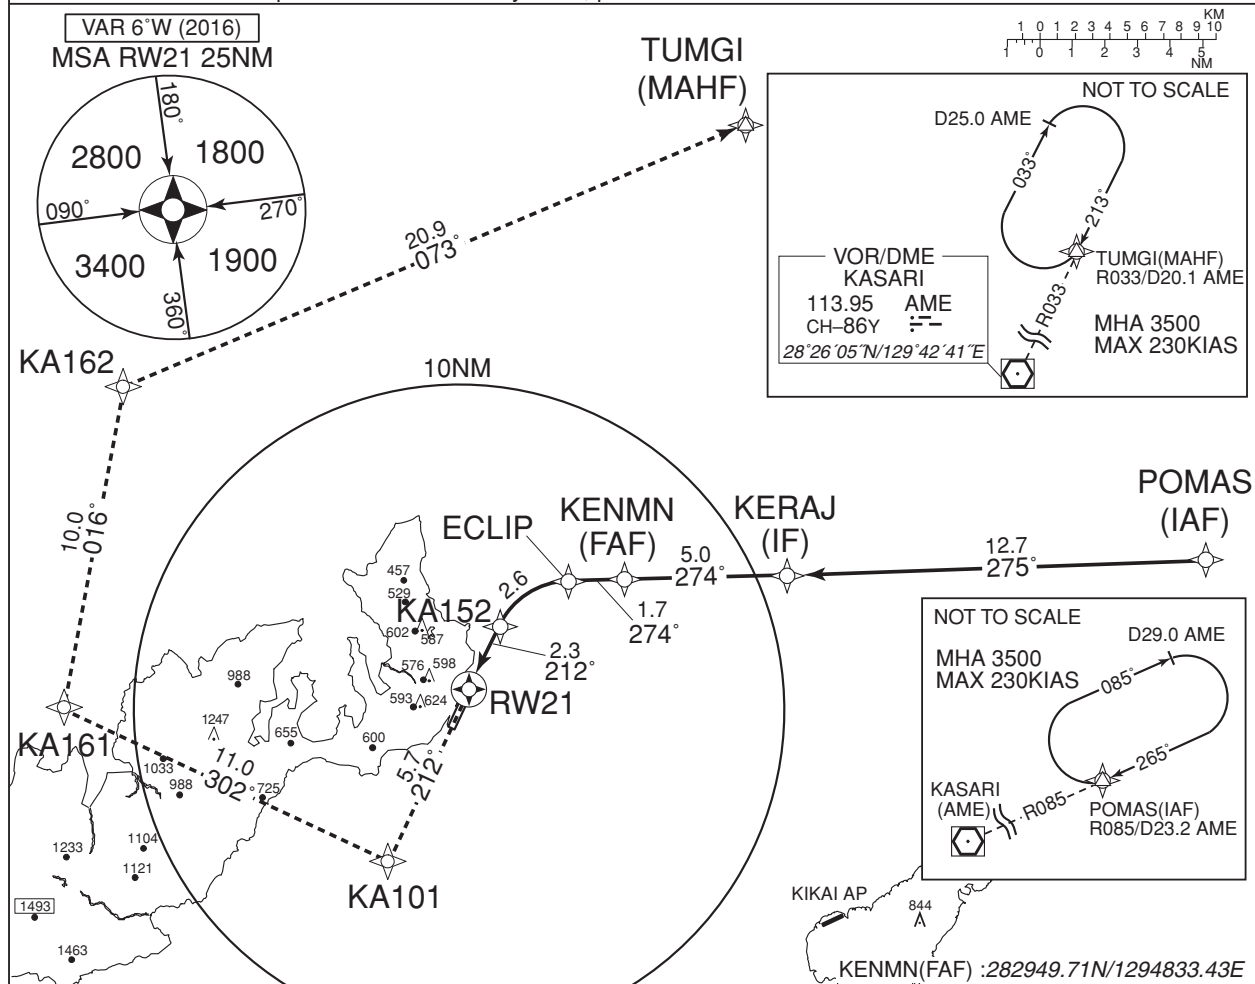 VAR 6°W (2016)
MSA RW21 25NM
180°
2800
1800
090°
270°
3400
1900
360°
TUMGI
(MAHF)
KM
1 0 1 2 3 4 5 6 7 8 9 10
1 0 1 2 3 4 5
NM
NOT TO SCALE
D25.0 AME
033°
213°
TUMGI(MAHF)
R033/D20.1 AME
R033
MHA 3500
MAX 230KIAS
VOR/DME
KASARI
113.95 AME
CH–86Y
28°26´05˝N/129°42´41˝E
20.9
073°
KA162
10NM
10.0
016°
KA161
11.0
302°
KA101
5.7
212°
RW21
2.3
212°
KA152
2.6
ECLIP
1.7
274°
KENMN
(FAF)
5.0
274°
KERAJ
(IF)
12.7
275°
POMAS
(IAF)
457
529
602
587
576
598
593
624
988
1247
655
600
1033
988
725
1104
1233
1121
1493
1463
NOT TO SCALE
MHA 3500
MAX 230KIAS
D29.0 AME
085°
265°
KASARI
(AME)
R085
POMAS(IAF)
R085/D23.2 AME
KIKAI AP
844
KENMN(FAF) :282949.71N/1294833.43E